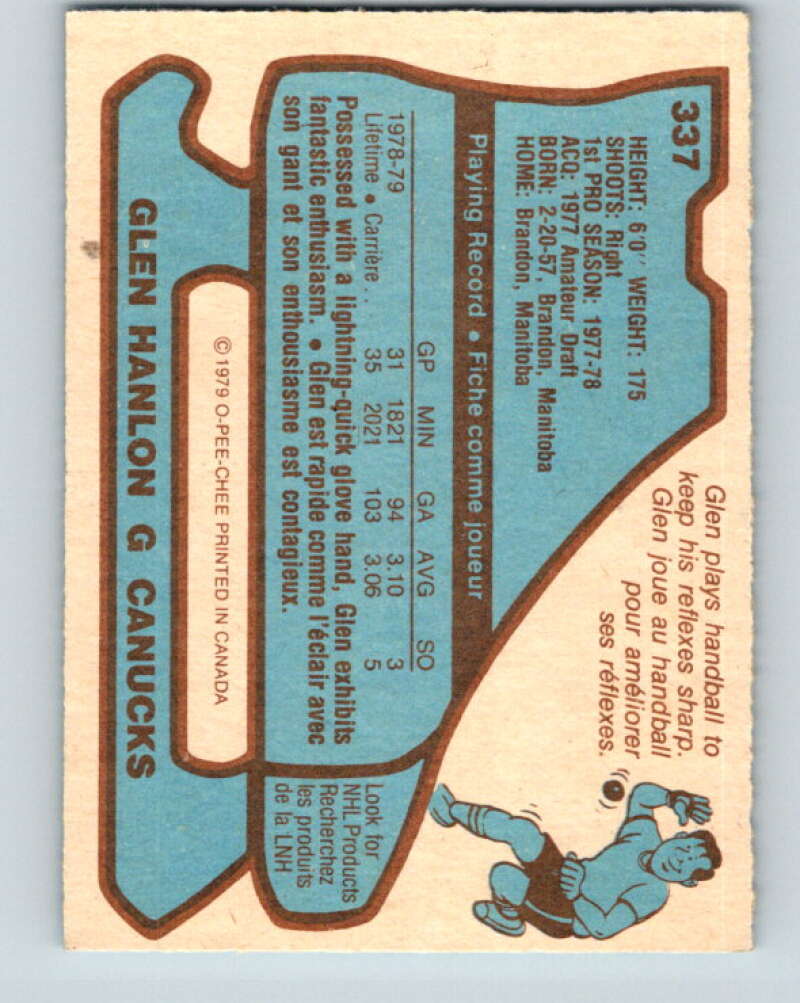 337
HEIGHT: 6'0" WEIGHT: 175
SHOOTS: Right
1st PRO SEASON: 1977-78
ACQ: 1977 Amateur Draft
BORN: 2-20-57, Brandon, Manitoba
HOME: Brandon, Manitoba
Glen plays handball to
keep his reflexes sharp.
Glen joue au handball
pour améliorer
ses réflexes.
Playing Record • Fiche comme joueur
GP MIN GA AVG SO
1978-79 31 1821 94 3.10 3
Lifetime • Carrière . . 35 2021 103 3.06 5
Possessed with a lightning-quick glove hand, Glen exhibits
fantastic enthusiasm. • Glen est rapide comme l'éclair avec
son gant et son enthousiasme est contagieux.
Look for
NHL Products
Recherchez
les produits
de la LNH
©1979 O-PEE-CHEE PRINTED IN CANADA
GLEN HANLON G CANUCKS